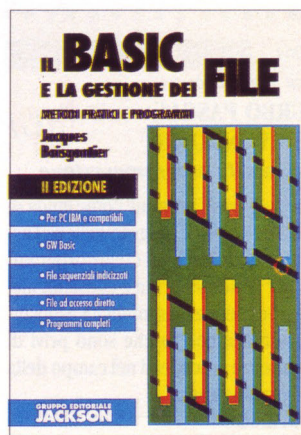 IL BASIC
E LA GESTIONE DEI FILE
METODI PRATICI E PROGRAMMI
Jacques
Boisgontier
II EDIZIONE
• Per PC IBM e compatibili
• GW Basic
• File sequenziali indicizzati
• File ad accesso diretto
• Programmi completi
GRUPPO EDITORIALE
JACKSON